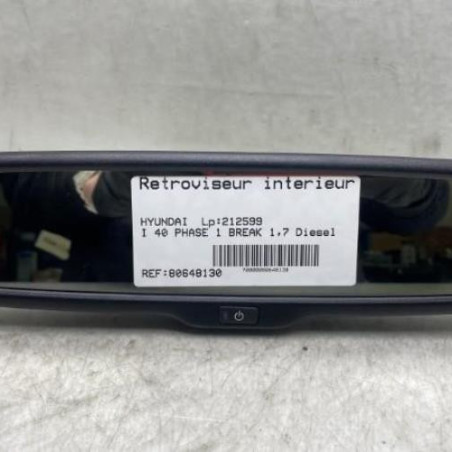 Retroviseur interieur
HYUNDAI Lp:212599
I 40 PHASE 1 BREAK 1,7 Diesel
REF:80648130